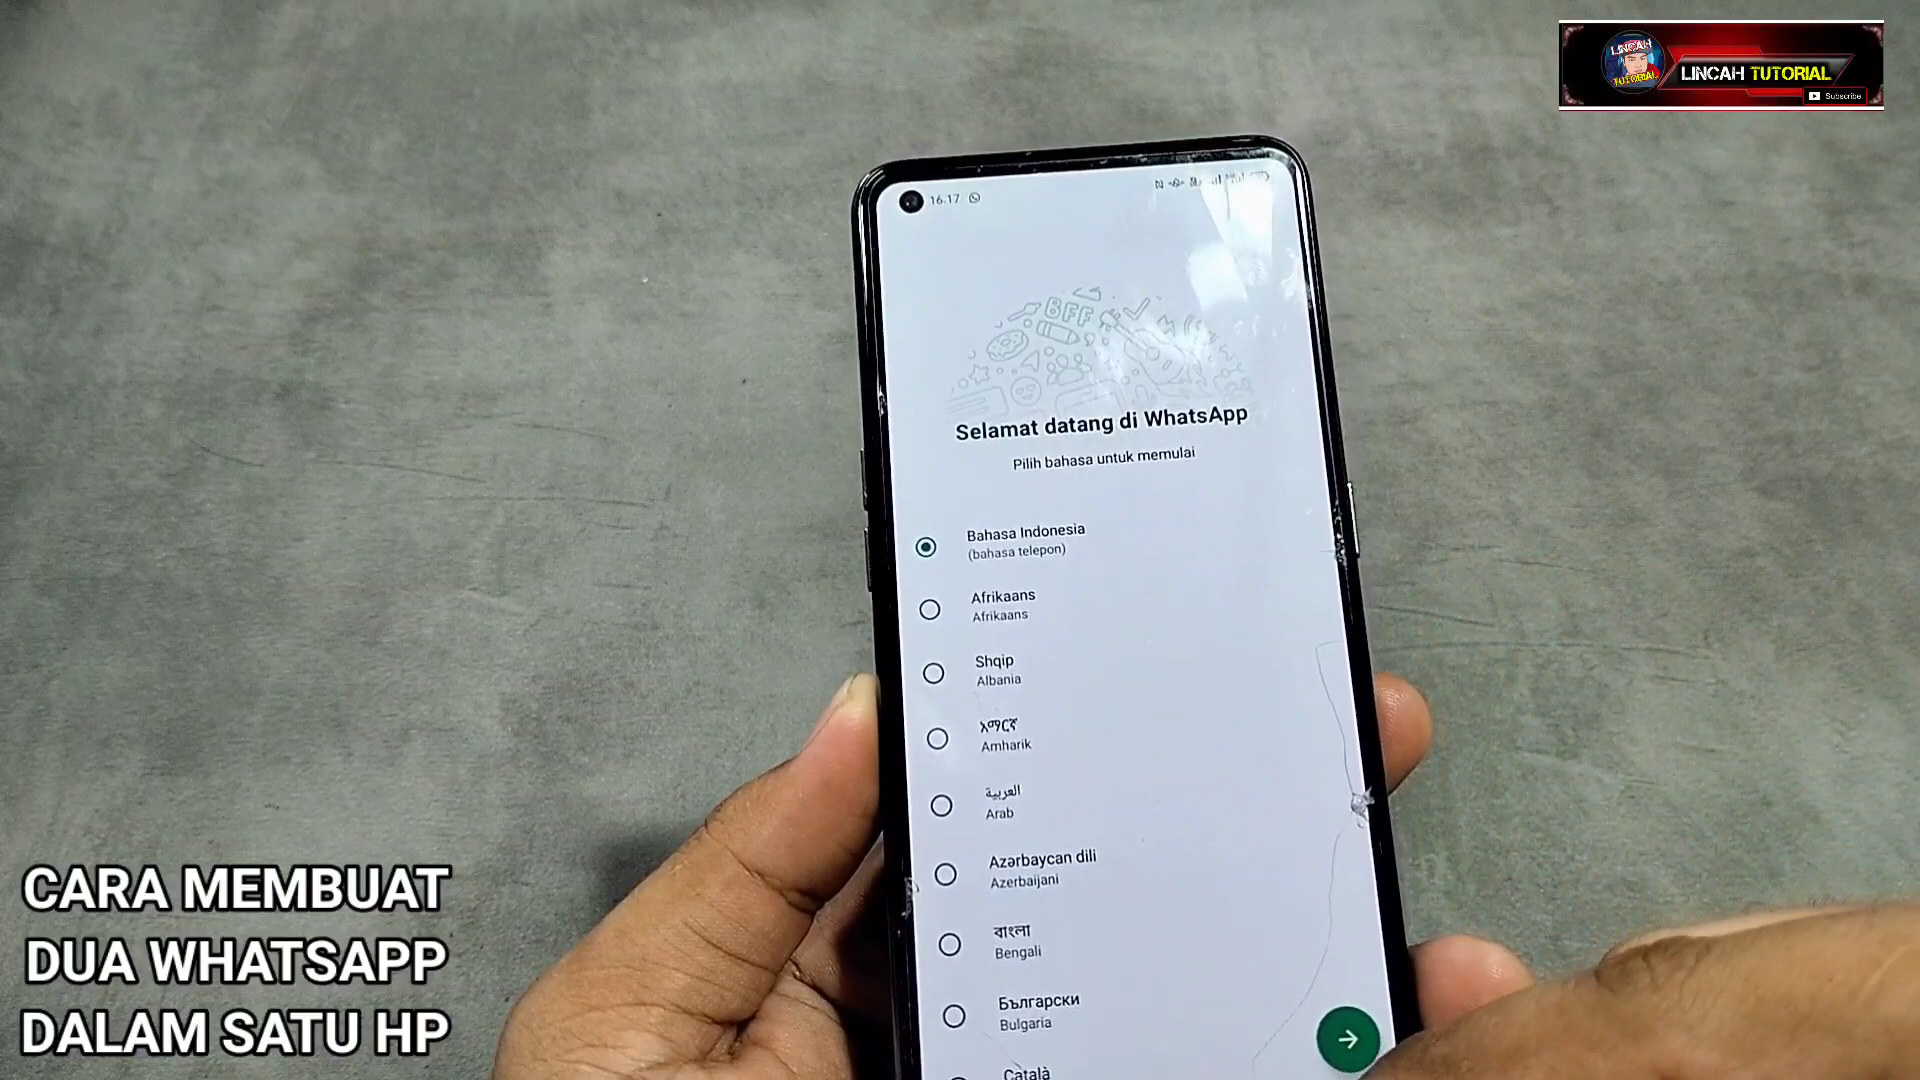 LINCAH
TUTORIAL
LINCAH TUTORIAL
Subscribe
16.17
BFF
Selamat datang di WhatsApp
Pilih bahasa untuk memulai
Bahasa Indonesia
(bahasa telepon)
Afrikaans
Afrikaans
Shqip
Albania
አማርኛ
Amharik
العربية
Arab
Azərbaycan dili
Azerbaijani
বাংলা
Bengali
Български
Bulgaria
Català
CARA MEMBUAT
DUA WHATSAPP
DALAM SATU HP